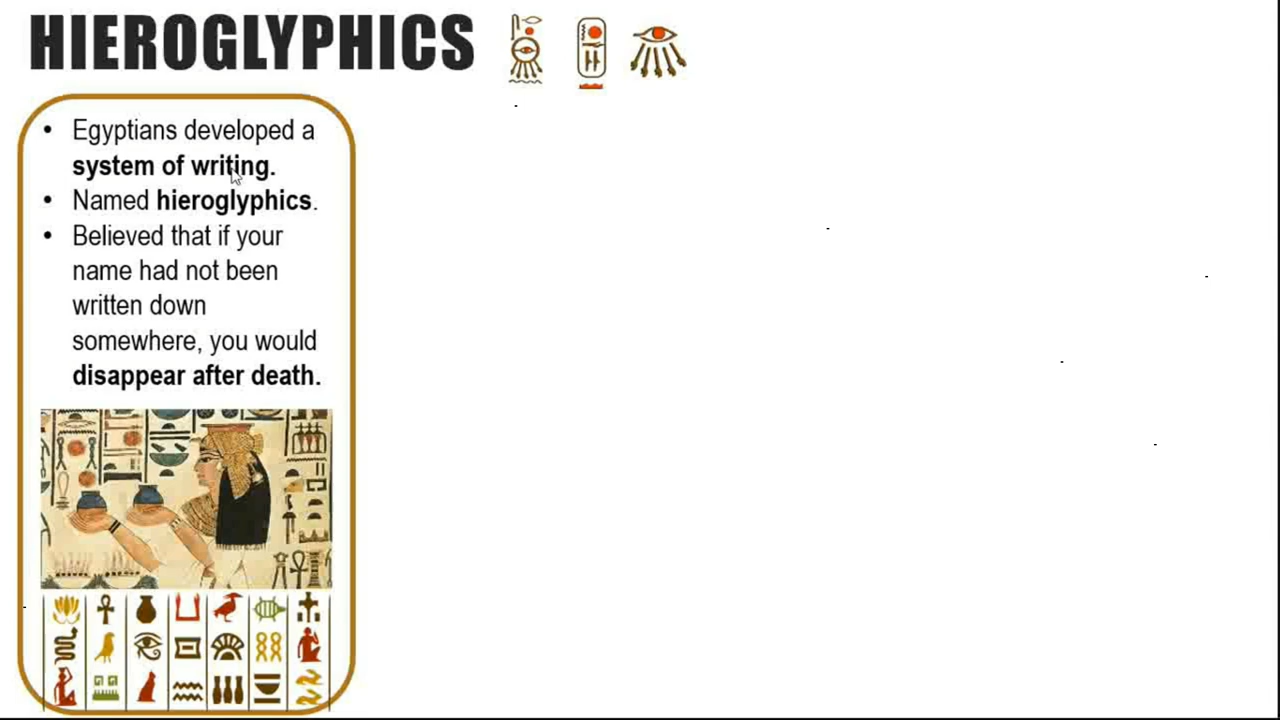 HIEROGLYPHICS
• Egyptians developed a
system of writing.
• Named hieroglyphics.
• Believed that if your
name had not been
written down
somewhere, you would
disappear after death.